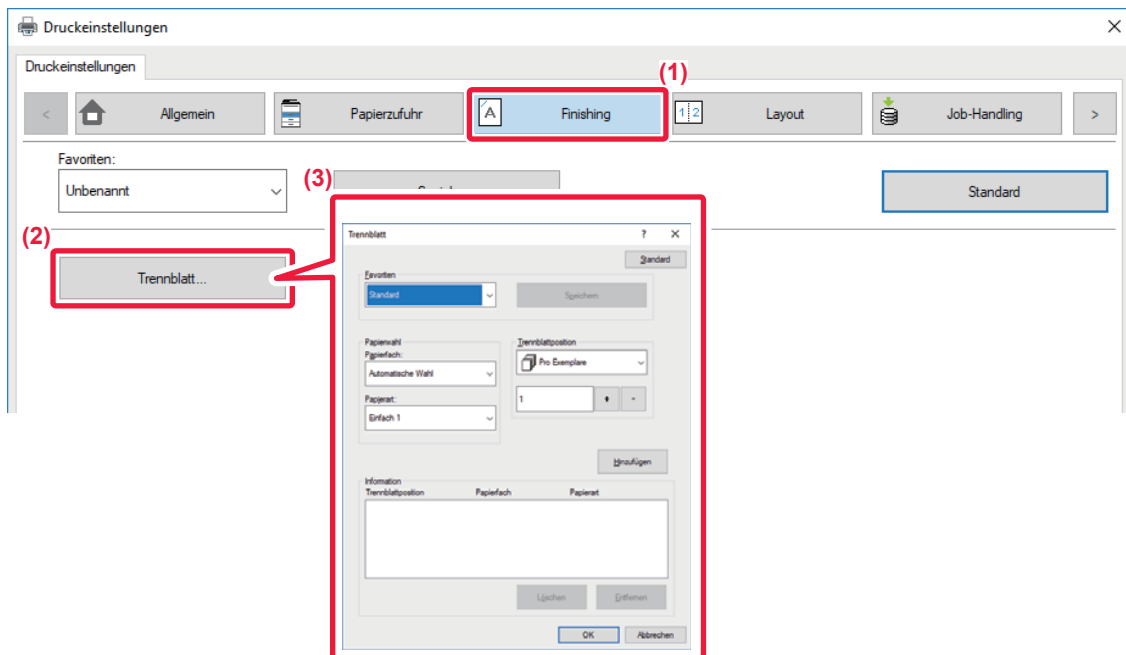 Druckeinstellungen
Druckeinstellungen
(1)
< Allgemein Papierzufuhr A Finishing 1 2 Layout Job-Handling >
Favoriten:
Unbenannt
(3)
Standard
(2)
Trennblatt...
Trennblatt ?
Standard
Favoriten
Standard Speichern
Papierwahl Trennblattposition
Papierfach: Pro Exemplare
Automatische Wahl
Papierart: 1 + -
Einfach 1
Hinzufügen
Information
Trennblattposition Papierfach Papierart
Löschen Entfernen
OK Abbrechen